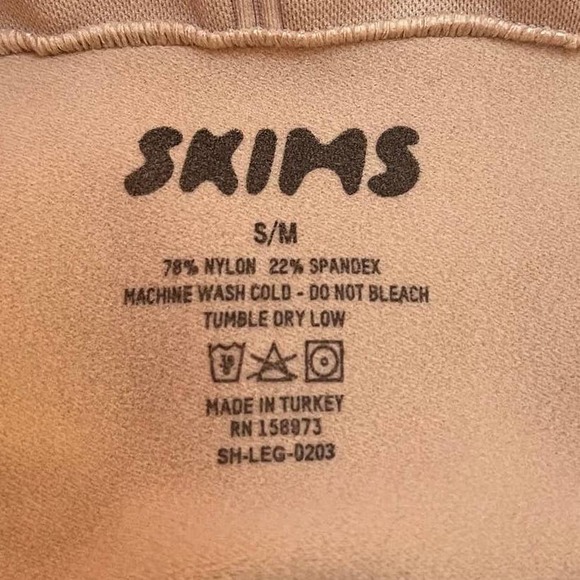 SKIMS
S/M
78% NYLON 22% SPANDEX
MACHINE WASH COLD - DO NOT BLEACH
TUMBLE DRY LOW
MADE IN TURKEY
RN 158973
SH-LEG-0203